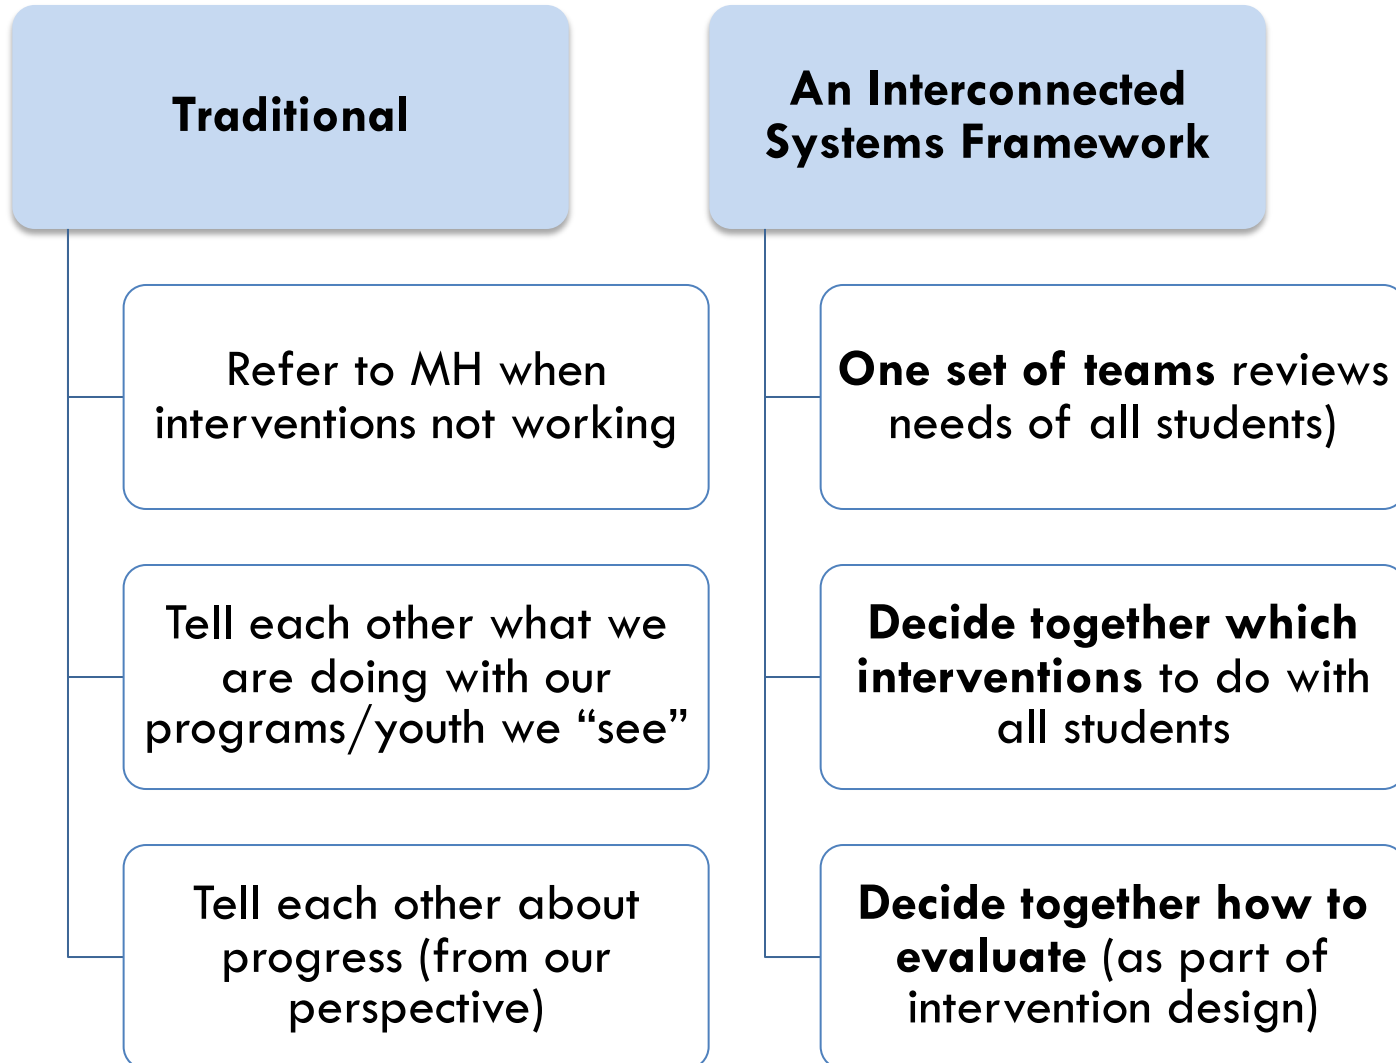 Traditional
Refer to MH when
interventions not working
Tell each other what we
are doing with our
programs/youth we “see”
Tell each other about
progress (from our
perspective)
An Interconnected
Systems Framework
One set of teams reviews
needs of all students)
Decide together which
interventions to do with
all students
Decide together how to
evaluate (as part of
intervention design)